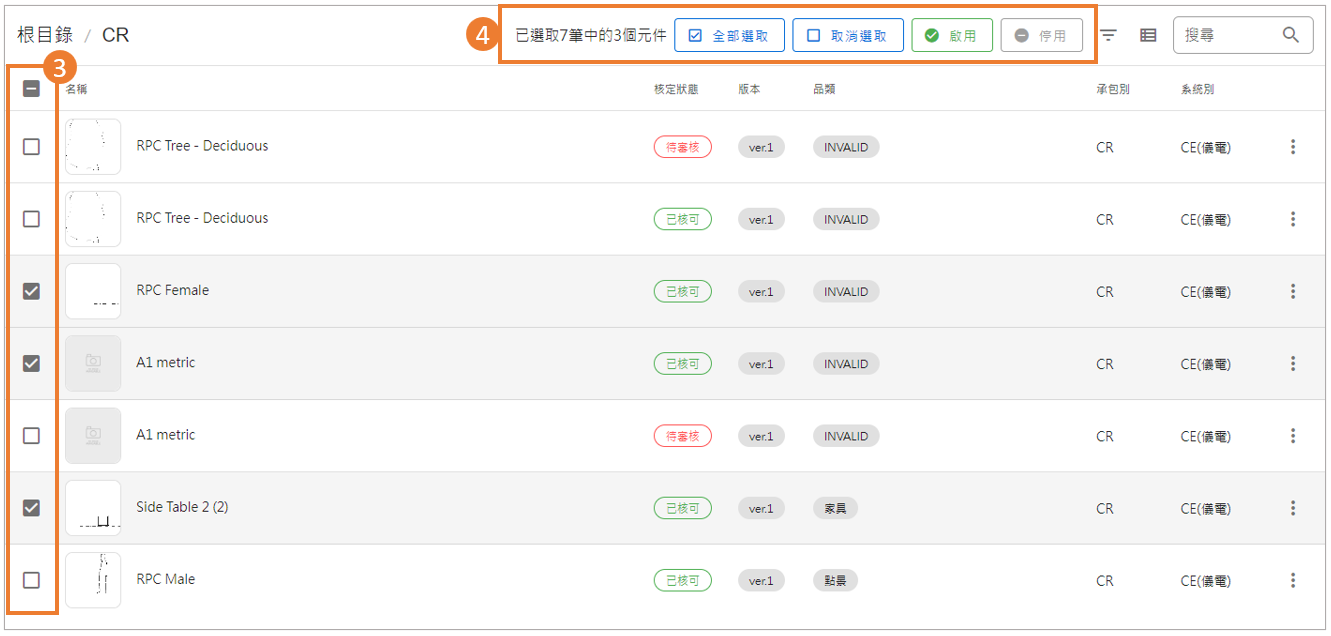 根目錄 / CR
4
已選取7筆中的3個元件 全部選取 取消選取 啟用 停用
搜尋
3
名稱 核定狀態 版本 品類 承包別 系統別
RPC Tree - Deciduous 待審核 ver.1 INVALID CR CE(儀電)
RPC Tree - Deciduous 已核可 ver.1 INVALID CR CE(儀電)
RPC Female 已核可 ver.1 INVALID CR CE(儀電)
A1 metric 已核可 ver.1 INVALID CR CE(儀電)
A1 metric 待審核 ver.1 INVALID CR CE(儀電)
Side Table 2 (2) 已核可 ver.1 家具 CR CE(儀電)
RPC Male 已核可 ver.1 點景 CR CE(儀電)